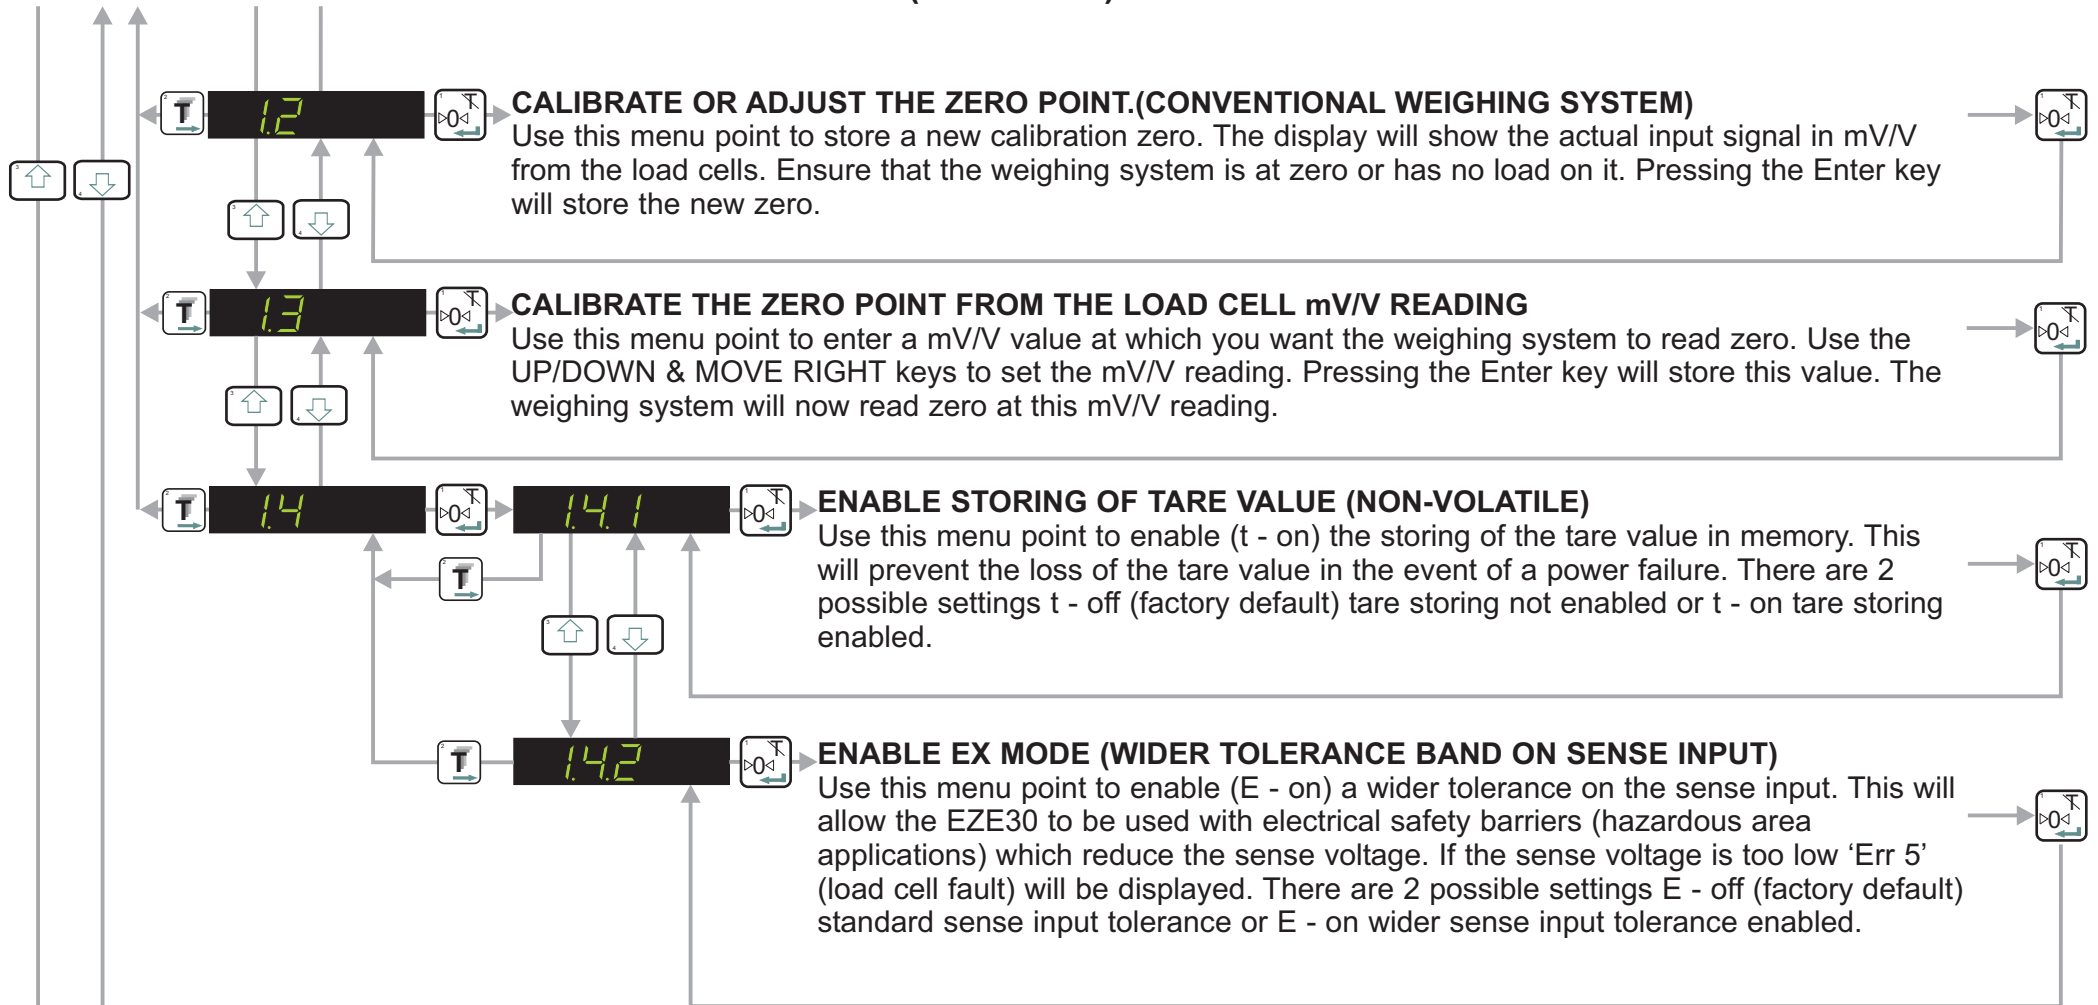 1.2
CALIBRATE OR ADJUST THE ZERO POINT.(CONVENTIONAL WEIGHING SYSTEM)
Use this menu point to store a new calibration zero. The display will show the actual input signal in mV/V
from the load cells. Ensure that the weighing system is at zero or has no load on it. Pressing the Enter key
will store the new zero.
1.3
CALIBRATE THE ZERO POINT FROM THE LOAD CELL mV/V READING
Use this menu point to enter a mV/V value at which you want the weighing system to read zero. Use the
UP/DOWN & MOVE RIGHT keys to set the mV/V reading. Pressing the Enter key will store this value. The
weighing system will now read zero at this mV/V reading.
1.4
1.4.1
ENABLE STORING OF TARE VALUE (NON-VOLATILE)
Use this menu point to enable (t - on) the storing of the tare value in memory. This
will prevent the loss of the tare value in the event of a power failure. There are 2
possible settings t - off (factory default) tare storing not enabled or t - on tare storing
enabled.
1.4.2
ENABLE EX MODE (WIDER TOLERANCE BAND ON SENSE INPUT)
Use this menu point to enable (E - on) a wider tolerance on the sense input. This will
allow the EZE30 to be used with electrical safety barriers (hazardous area
applications) which reduce the sense voltage. If the sense voltage is too low ‘Err 5’
(load cell fault) will be displayed. There are 2 possible settings E - off (factory default)
standard sense input tolerance or E - on wider sense input tolerance enabled.